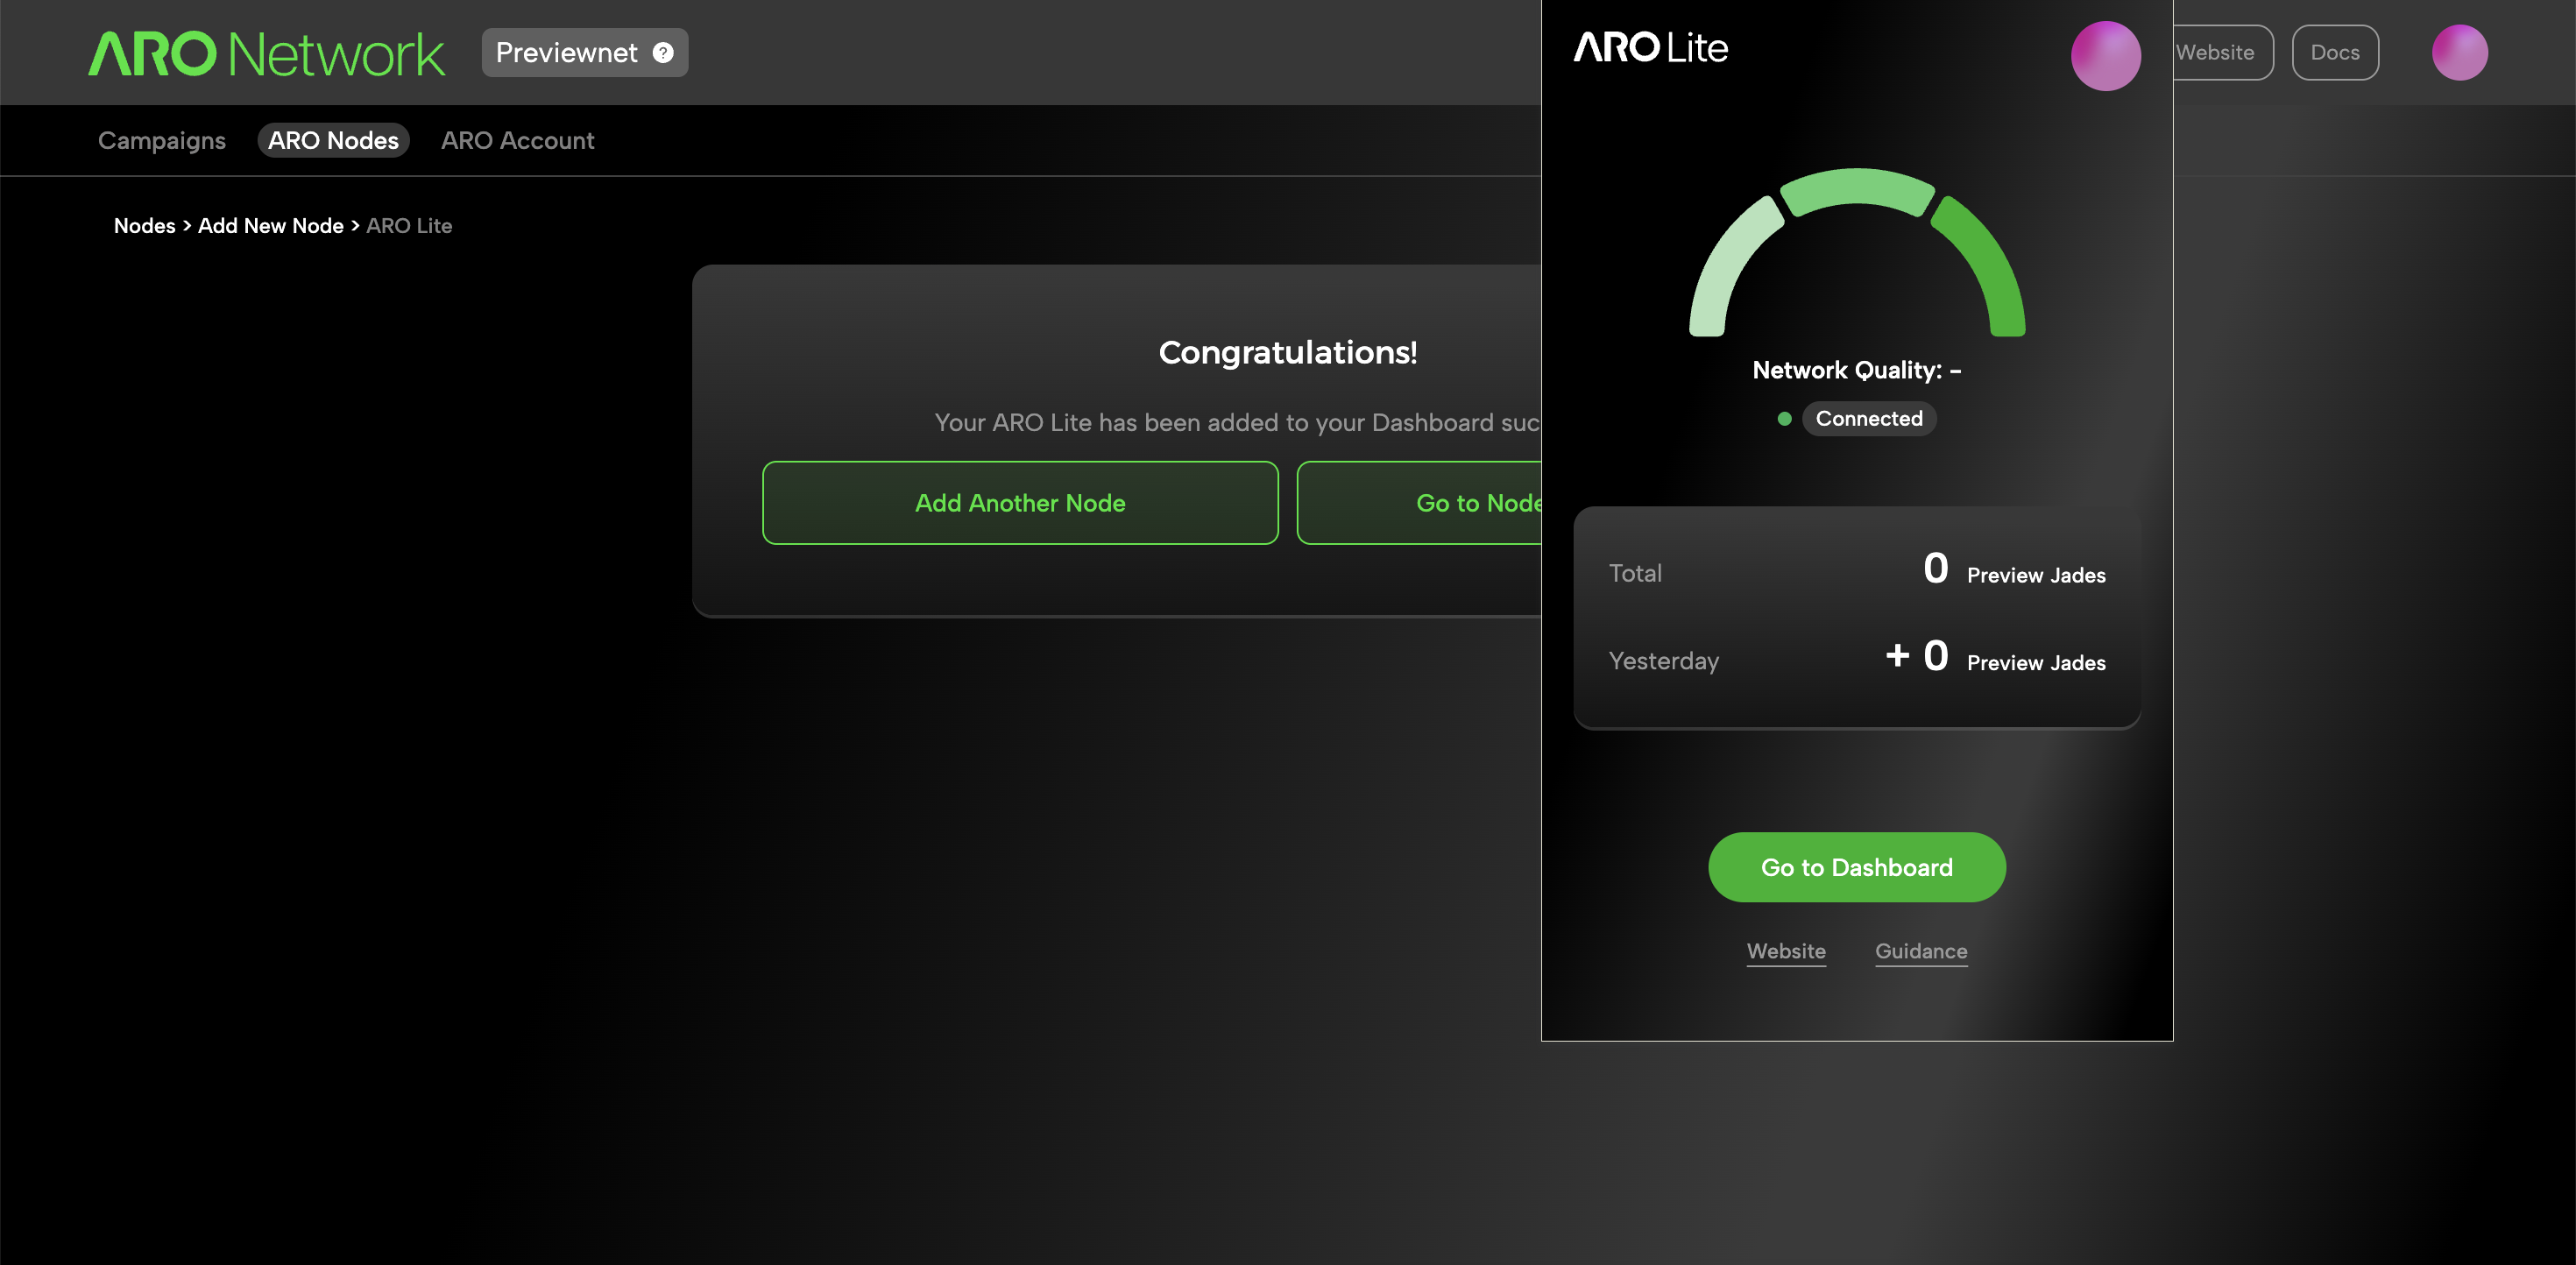 ARO Network
Previewnet ?
Website
Docs
Campaigns
ARO Nodes
ARO Account
Nodes > Add New Node > ARO Lite
Congratulations!
Your ARO Lite has been added to your Dashboard suc
Add Another Node
Go to Node
ARO Lite
Network Quality: -
Connected
Total
0 Preview Jades
Yesterday
+ 0 Preview Jades
Go to Dashboard
Website
Guidance